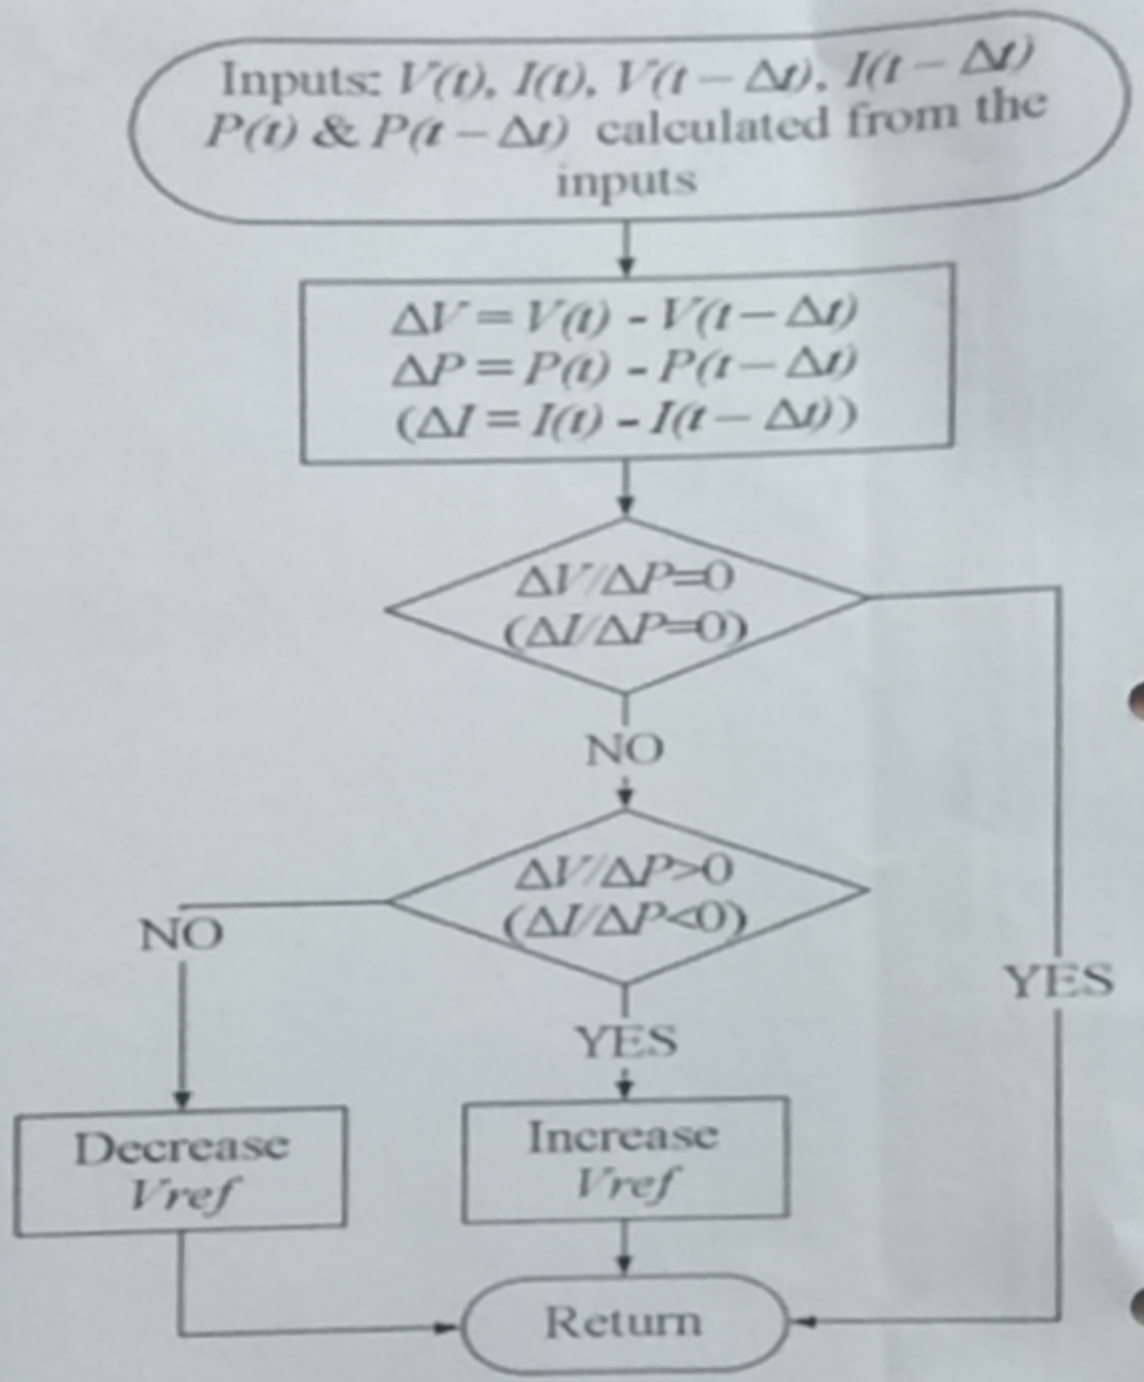 Inputs: V(t), I(t), V(t − Δt), I(t − Δt)
P(t) & P(t − Δt) calculated from the
inputs
ΔV = V(t) - V(t − Δt)
ΔP = P(t) - P(t − Δt)
(ΔI = I(t) - I(t − Δt))
ΔV/ΔP=0
(ΔI/ΔP=0)
NO
ΔV/ΔP>0
(ΔI/ΔP<0)
NO
YES
YES
Decrease
Vref
Increase
Vref
Return